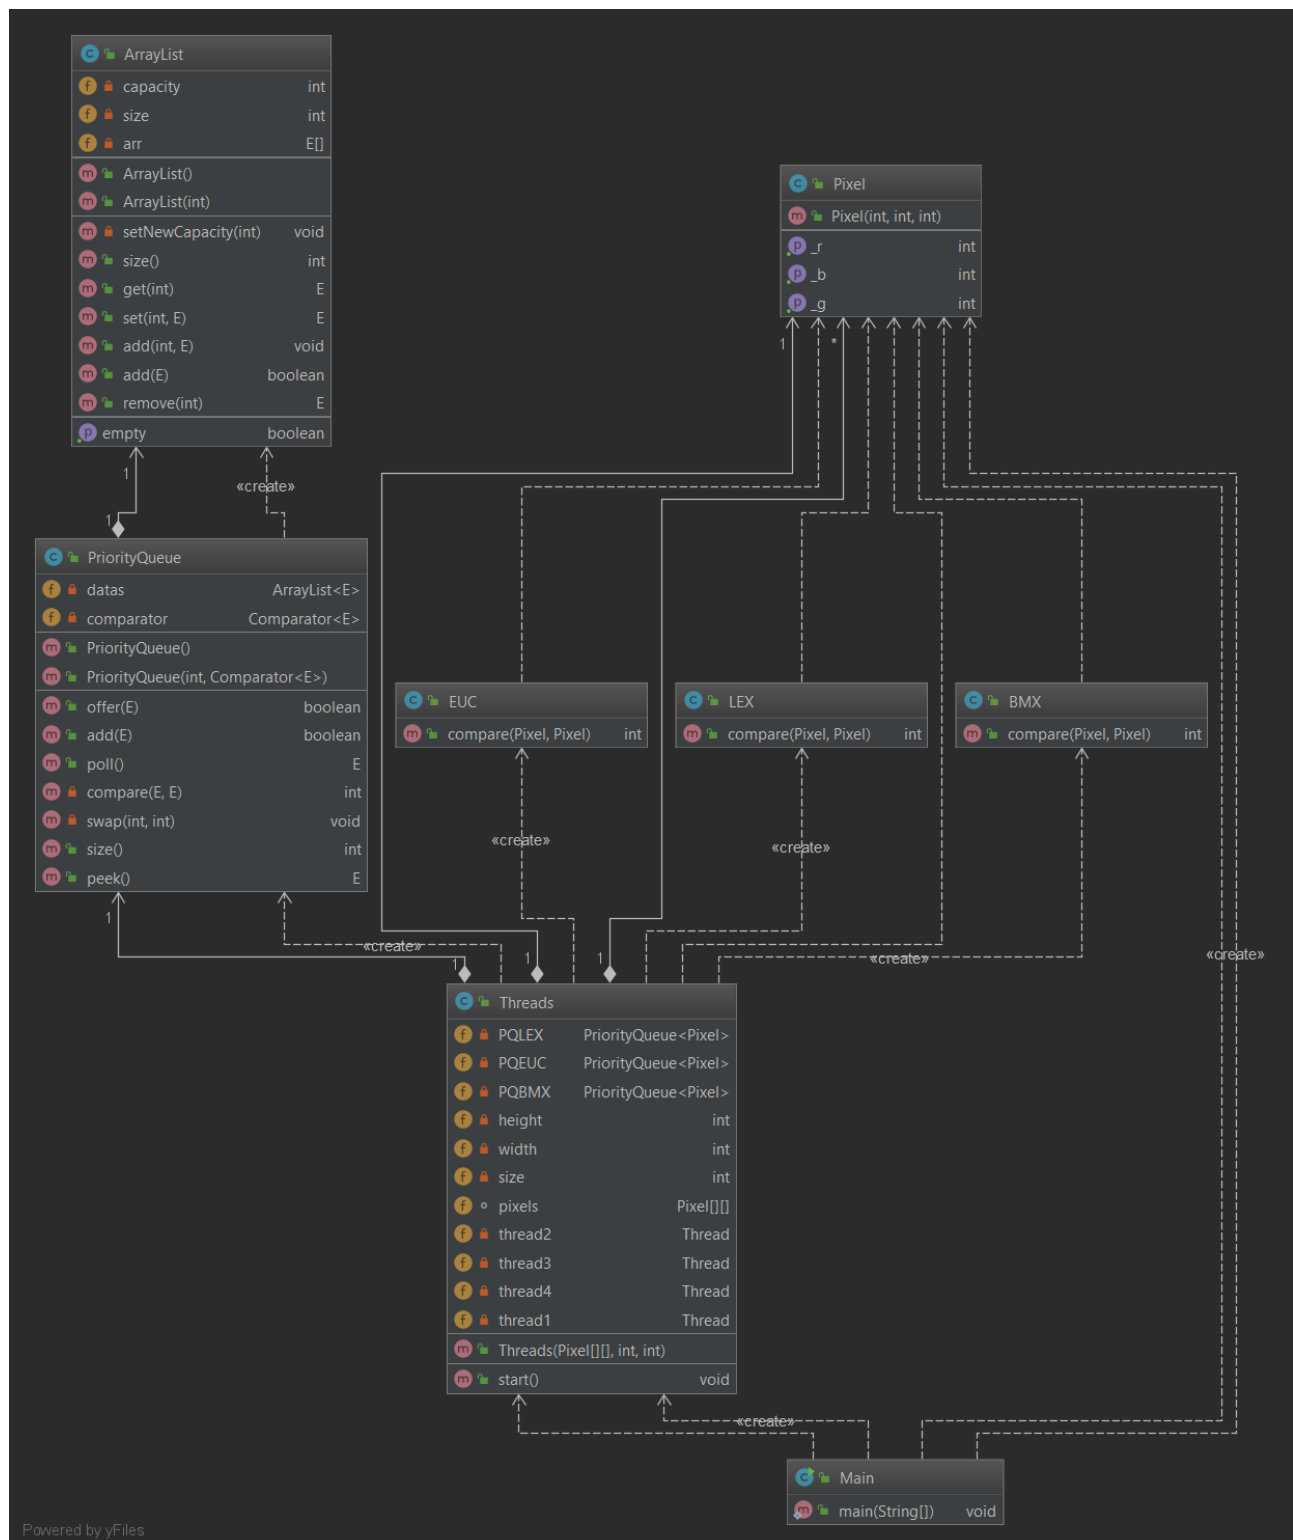 ArrayList
capacity int
size int
arr E[]
ArrayList()
ArrayList(int)
setNewCapacity(int) void
size() int
get(int) E
set(int, E) E
add(int, E) void
add(E) boolean
remove(int) E
empty boolean
Pixel
Pixel(int, int, int)
_r int
_b int
_g int
1
*
1
«create»
1
PriorityQueue
datas ArrayList<E>
comparator Comparator<E>
PriorityQueue()
PriorityQueue(int, Comparator<E>)
offer(E) boolean
add(E) boolean
poll() E
compare(E, E) int
swap(int, int) void
size() int
peek() E
EUC
compare(Pixel, Pixel) int
LEX
compare(Pixel, Pixel) int
BMX
compare(Pixel, Pixel) int
«create»
«create»
1
«create»
1
1
1
«create»
«create»
Threads
PQLEX PriorityQueue<Pixel>
PQEUC PriorityQueue<Pixel>
PQBMX PriorityQueue<Pixel>
height int
width int
size int
pixels Pixel[][]
thread2 Thread
thread3 Thread
thread4 Thread
thread1 Thread
Threads(Pixel[][], int, int)
start() void
«create»
Main
main(String[]) void
Powered by yFiles